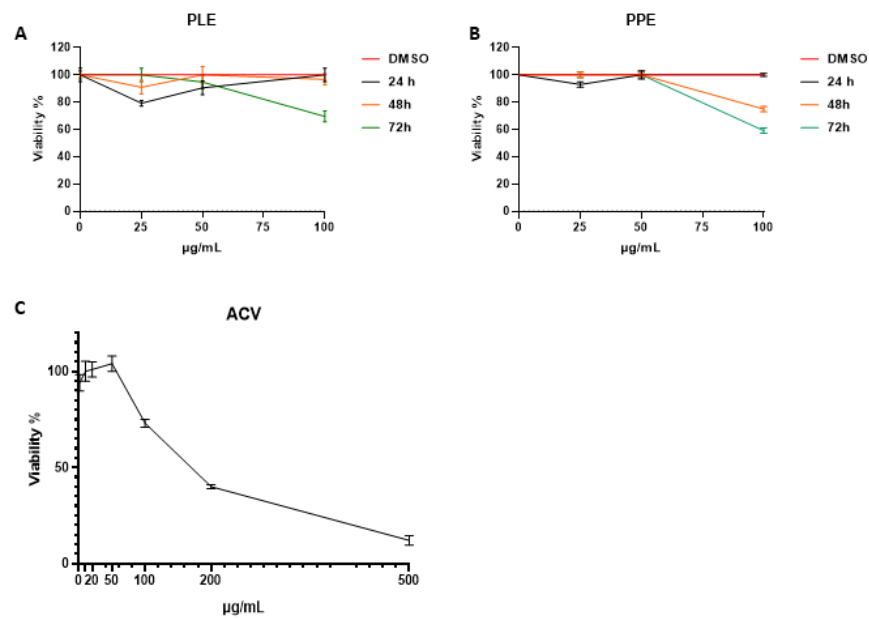 A
PLE
120
100
80
60
40
20
0
Viability %
0 25 50 75 100
µg/mL
DMSO
24 h
48h
72h
B
PPE
120
100
80
60
40
20
0
Viability %
0 25 50 75 100
µg/mL
DMSO
24 h
48h
72h
C
ACV
100
50
0
Viability %
0 20 50 100 200 500
µg/mL